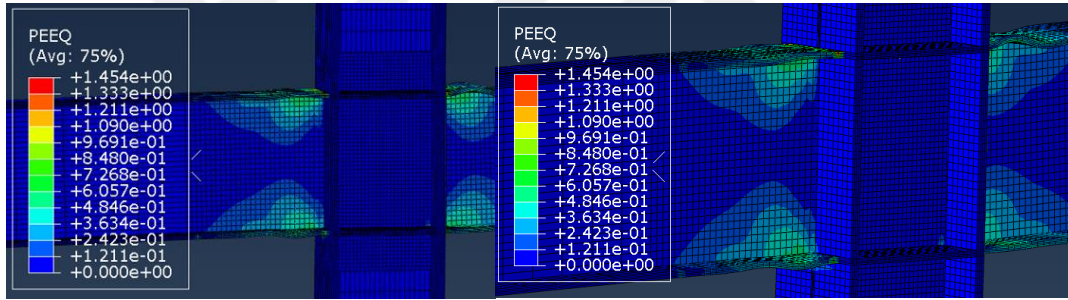 PEEQ
(Avg: 75%)
+1.454e+00
+1.333e+00
+1.211e+00
+1.090e+00
+9.691e-01
+8.480e-01
+7.268e-01
+6.057e-01
+4.846e-01
+3.634e-01
+2.423e-01
+1.211e-01
+0.000e+00
PEEQ
(Avg: 75%)
+1.454e+00
+1.333e+00
+1.211e+00
+1.090e+00
+9.691e-01
+8.480e-01
+7.268e-01
+6.057e-01
+4.846e-01
+3.634e-01
+2.423e-01
+1.211e-01
+0.000e+00